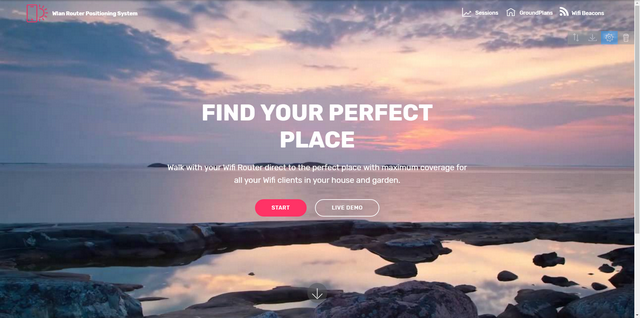 Wlan Router Positioning System
Sessions GroundPlans Wifi Beacons
FIND YOUR PERFECT
PLACE
Walk with your Wifi Router direct to the perfect place with maximum coverage for
all your Wifi clients in your house and garden.
START LIVE DEMO